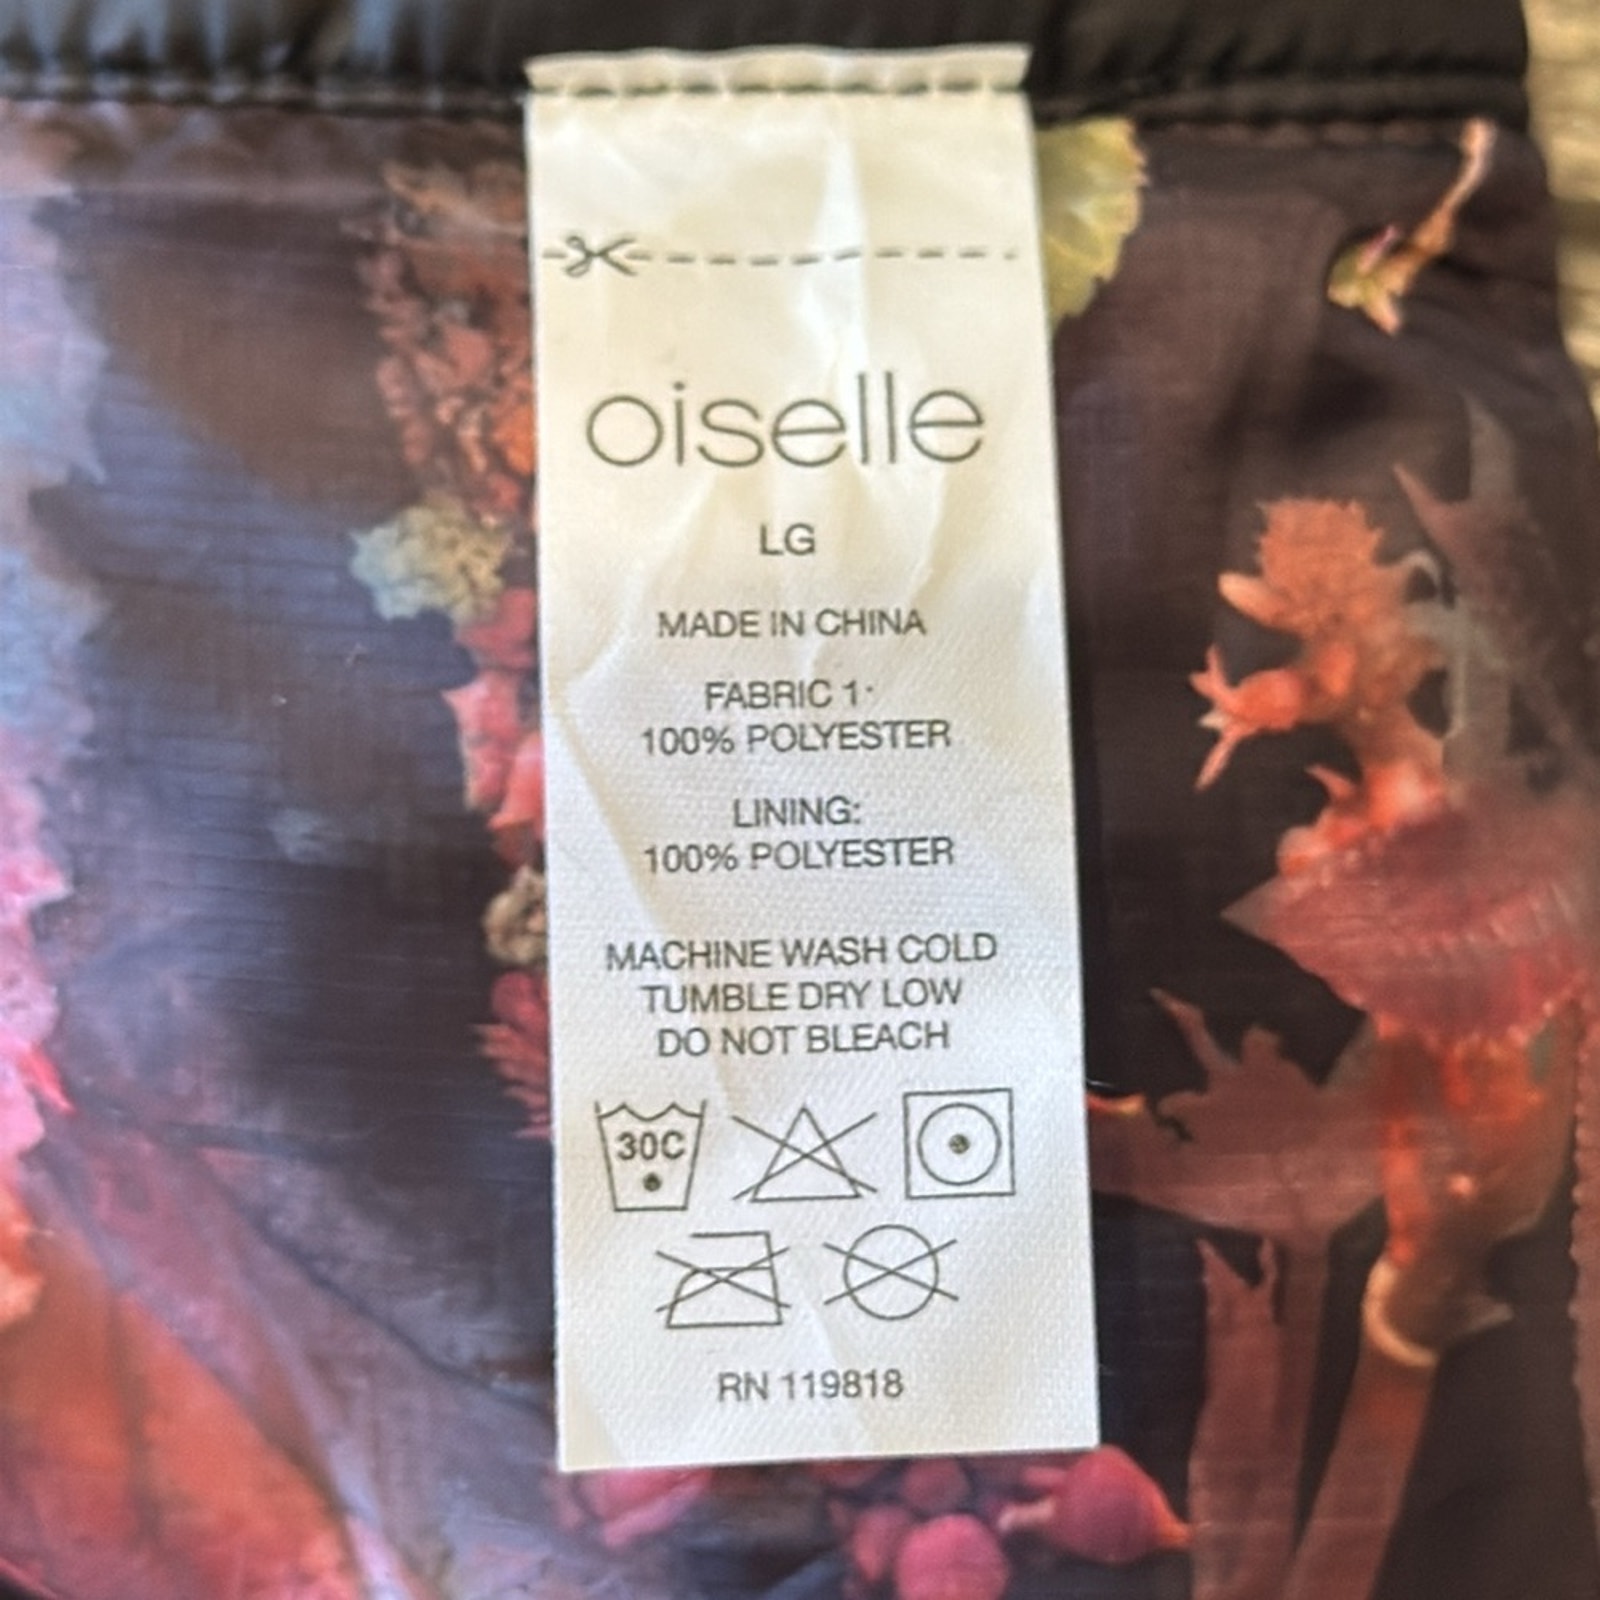 oiselle
LG
MADE IN CHINA
FABRIC 1:
100% POLYESTER
LINING:
100% POLYESTER
MACHINE WASH COLD
TUMBLE DRY LOW
DO NOT BLEACH
30C
RN 119818